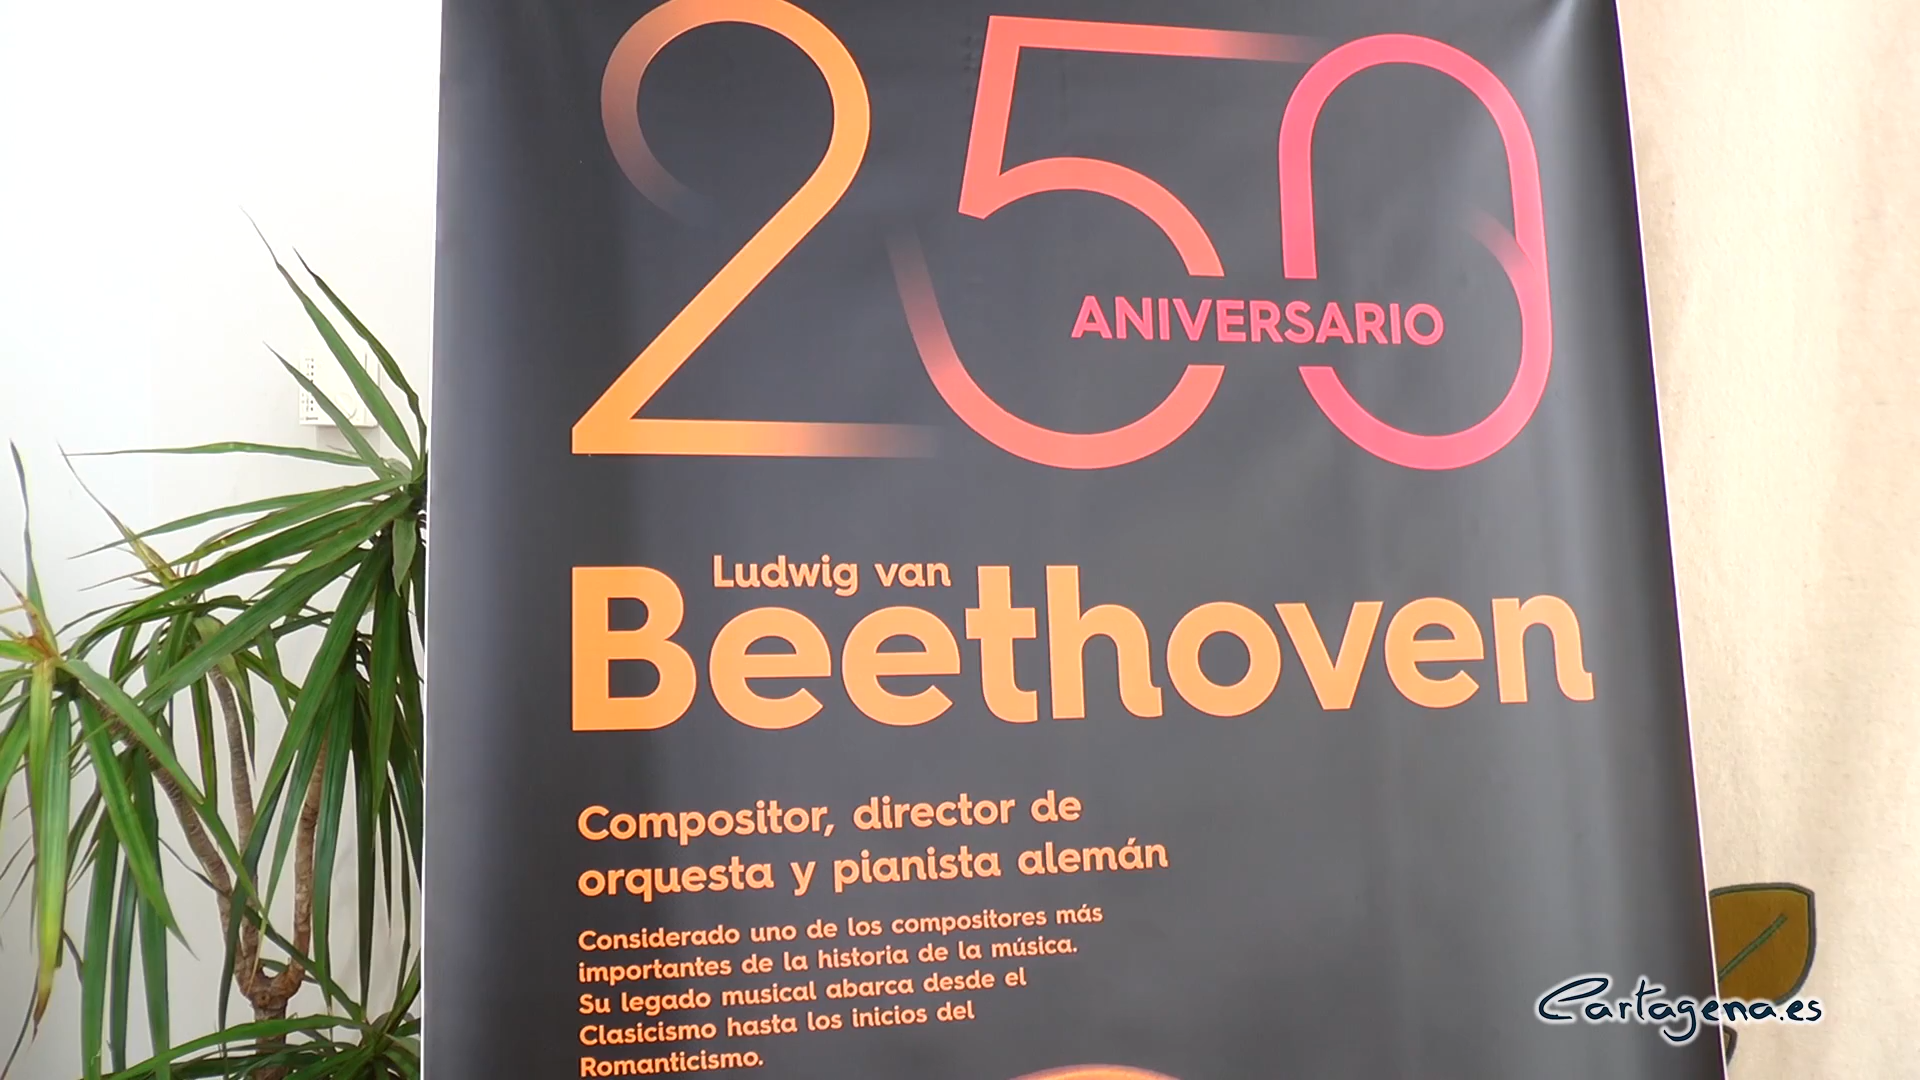 250
ANIVERSARIO
Ludwig van
Beethoven
Compositor, director de
orquesta y pianista alemán
Considerado uno de los compositores más
importantes de la historia de la música.
Su legado musical abarca desde el
Clasicismo hasta los inicios del
Romanticismo.
Cartagena.es